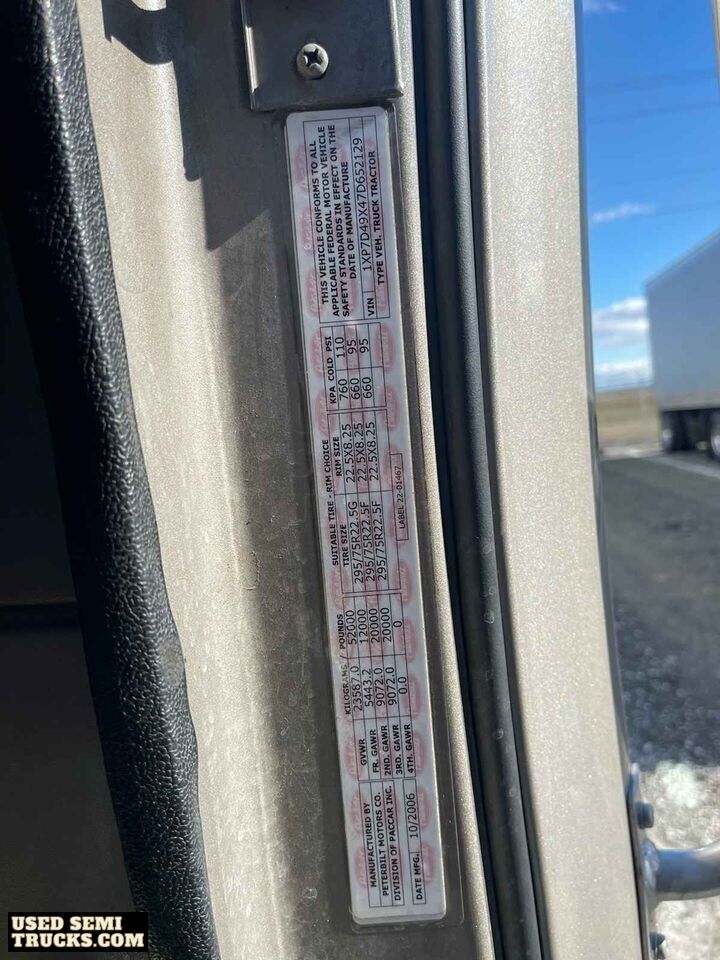 MANUFACTURED BY
PETERBILT MOTORS CO.
DIVISION OF PACCAR INC.
DATE MFG. 10/2006
KILOGRAMS / POUNDS
GVWR 23587.0 52000
FR. GAWR 5443.2 12000
2ND. GAWR 9072.0 20000
3RD. GAWR 9072.0 20000
4TH. GAWR 0.0 0
SUITABLE TIRE - RIM CHOICE
TIRE SIZE RIM SIZE KPA COLD PSI
295/75R22.5G 22.5X8.25 760 110
295/75R22.5F 22.5X8.25 660 95
295/75R22.5F 22.5X8.25 660 95
LABEL 22-01467
THIS VEHICLE CONFORMS TO ALL
APPLICABLE FEDERAL MOTOR VEHICLE
SAFETY STANDARDS IN EFFECT ON THE
DATE OF MANUFACTURE
VIN 1XP7D49X47D652129
TYPE VEH. TRUCK TRACTOR
USED SEMI
TRUCKS.COM